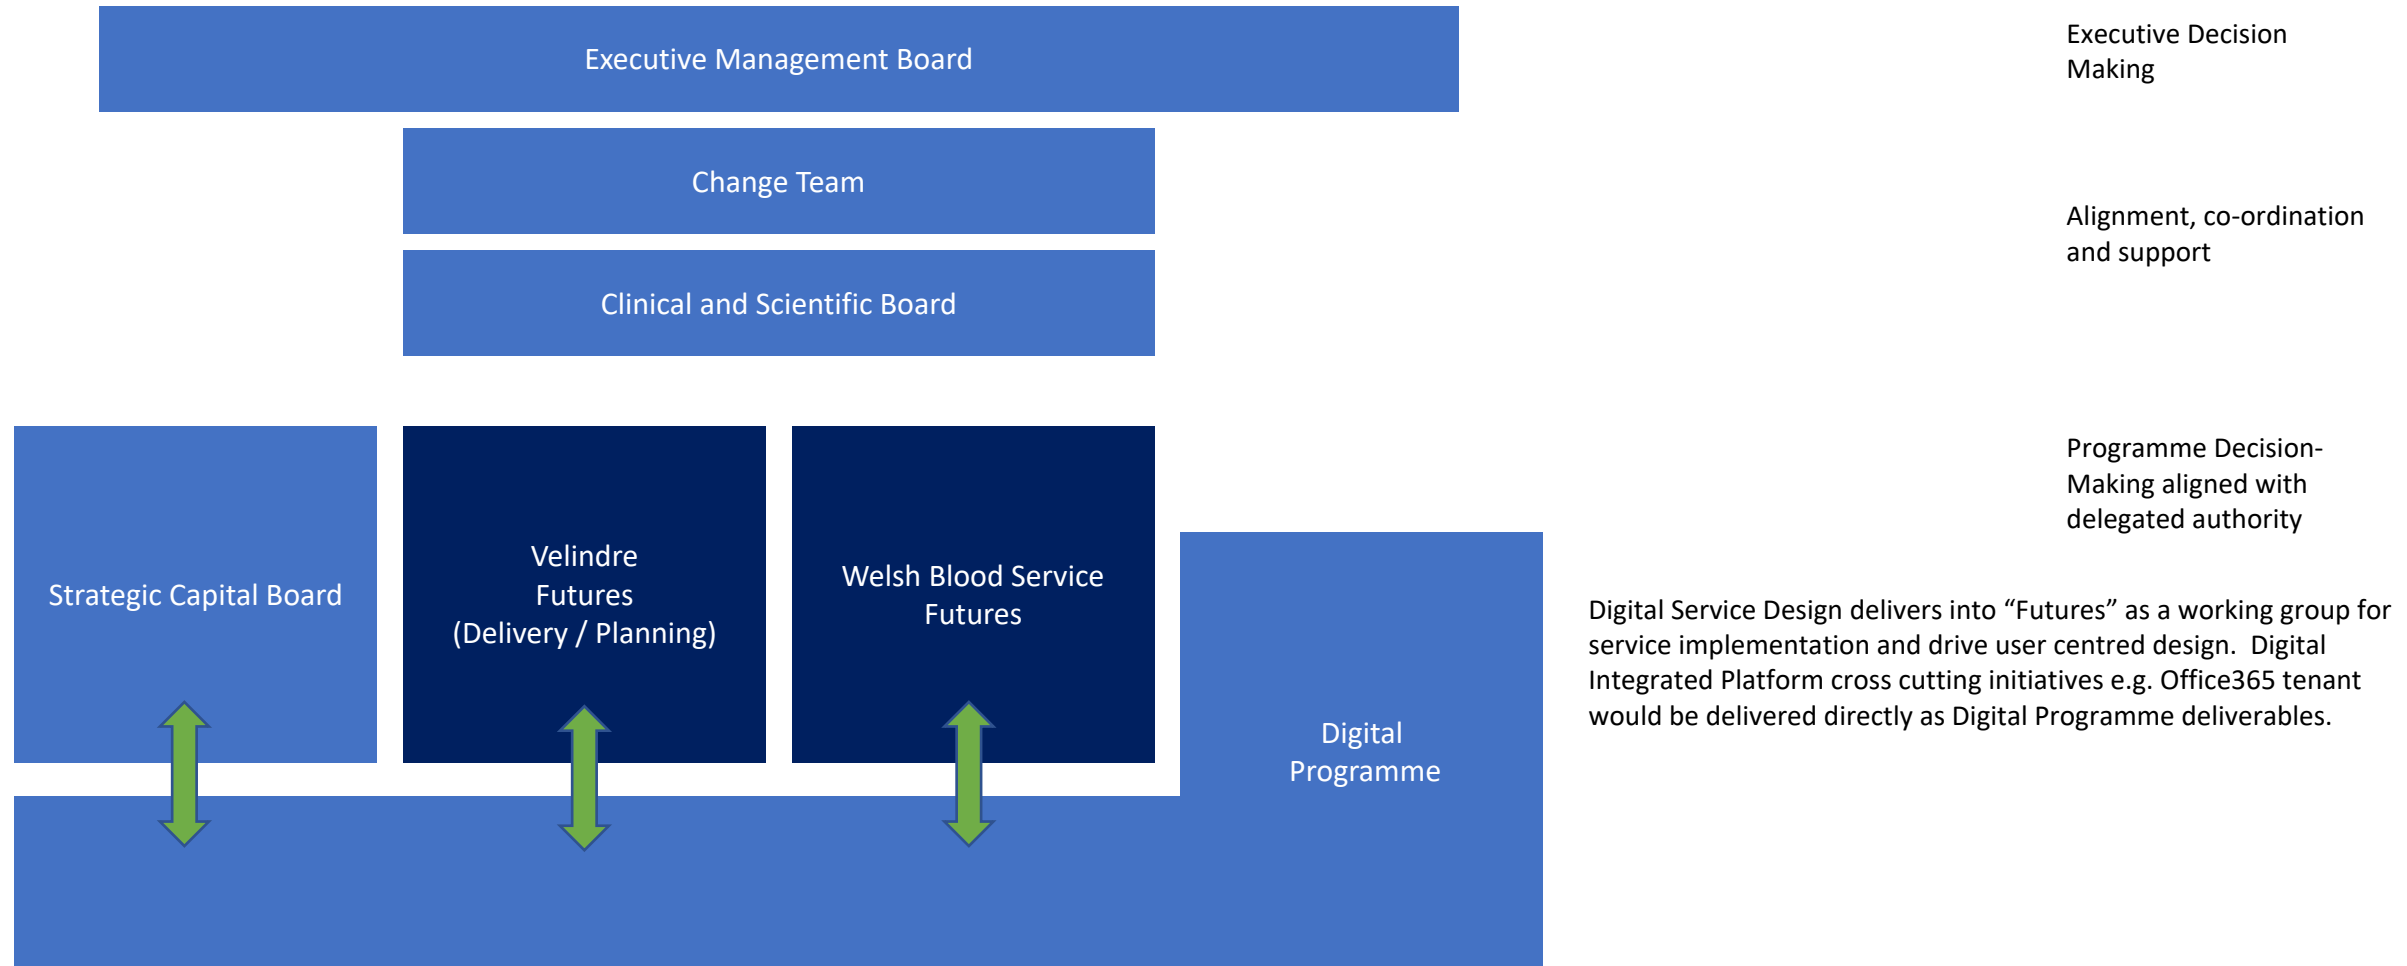 Executive Management Board
Executive Decision
Making
Change Team
Alignment, co-ordination
and support
Clinical and Scientific Board
Programme Decision-
Making aligned with
delegated authority
Strategic Capital Board
Velindre
Futures
(Delivery / Planning)
Welsh Blood Service
Futures
Digital
Programme
Digital Service Design delivers into “Futures” as a working group for
service implementation and drive user centred design.  Digital
Integrated Platform cross cutting initiatives e.g. Office365 tenant
would be delivered directly as Digital Programme deliverables.